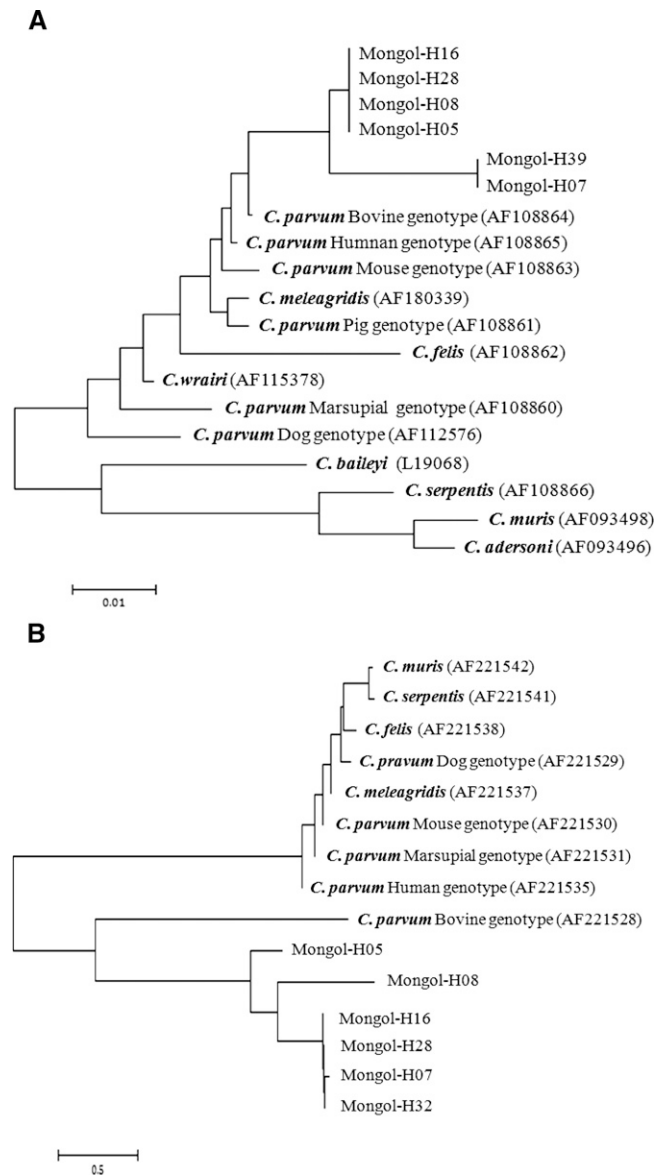 A
Mongol-H16
Mongol-H28
Mongol-H08
Mongol-H05
Mongol-H39
Mongol-H07
C. parvum Bovine genotype (AF108864)
C. parvum Humnan genotype (AF108865)
C. parvum Mouse genotype (AF108863)
C. meleagridis (AF180339)
C. parvum Pig genotype (AF108861)
C. felis (AF108862)
C.wrairi (AF115378)
C. parvum Marsupial genotype (AF108860)
C. parvum Dog genotype (AF112576)
C. baileyi (L19068)
C. serpentis (AF108866)
C. muris (AF093498)
C. adersoni (AF093496)
0.01
B
C. muris (AF221542)
C. serpentis (AF221541)
C. felis (AF221538)
C. pravum Dog genotype (AF221529)
C. meleagridis (AF221537)
C. parvum Mouse genotype (AF221530)
C. parvum Marsupial genotype (AF221531)
C. parvum Human genotype (AF221535)
C. parvum Bovine genotype (AF221528)
Mongol-H05
Mongol-H08
Mongol-H16
Mongol-H28
Mongol-H07
Mongol-H32
0.5